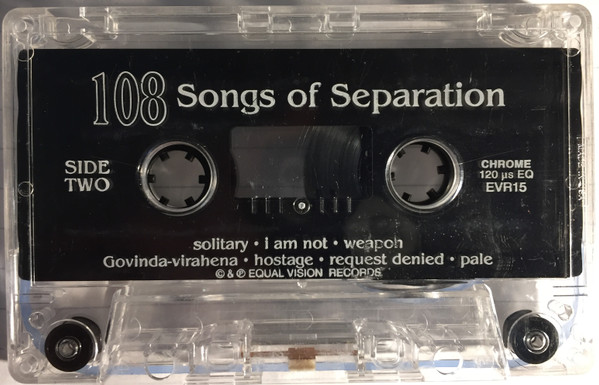 108 Songs of Separation
SIDE
TWO
CHROME
120 µs EQ
EVR15
solitary • i am not • weapon
Govinda-virahena • hostage • request denied • pale
© & ℗ EQUAL VISION RECORDS